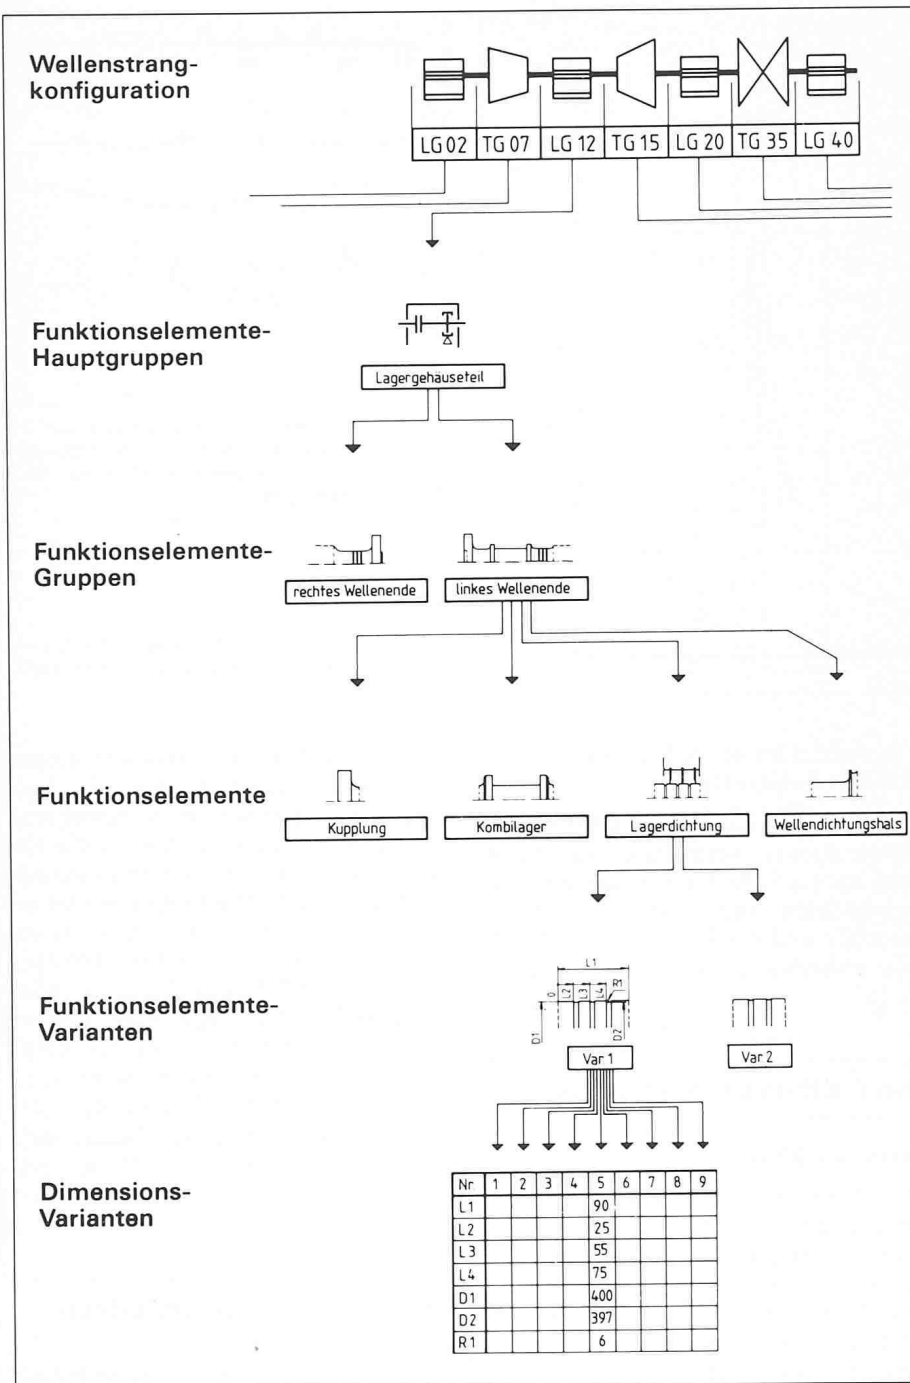 Wellenstrang-
konfiguration
LG 02 TG 07 LG 12 TG 15 LG 20 TG 35 LG 40
Funktionselemente-
Hauptgruppen
Lagergehäuseteil
Funktionselemente-
Gruppen
rechtes Wellenende linkes Wellenende
Funktionselemente
Kupplung Kombilager Lagerdichtung Wellendichtungshals
Funktionselemente-
Varianten
L1
0 L2 L3 L4 R1
D1 D2
Var 1 Var 2
Dimensions-
Varianten
Nr 1 2 3 4 5 6 7 8 9
L1 90
L2 25
L3 55
L4 75
D1 400
D2 397
R1 6